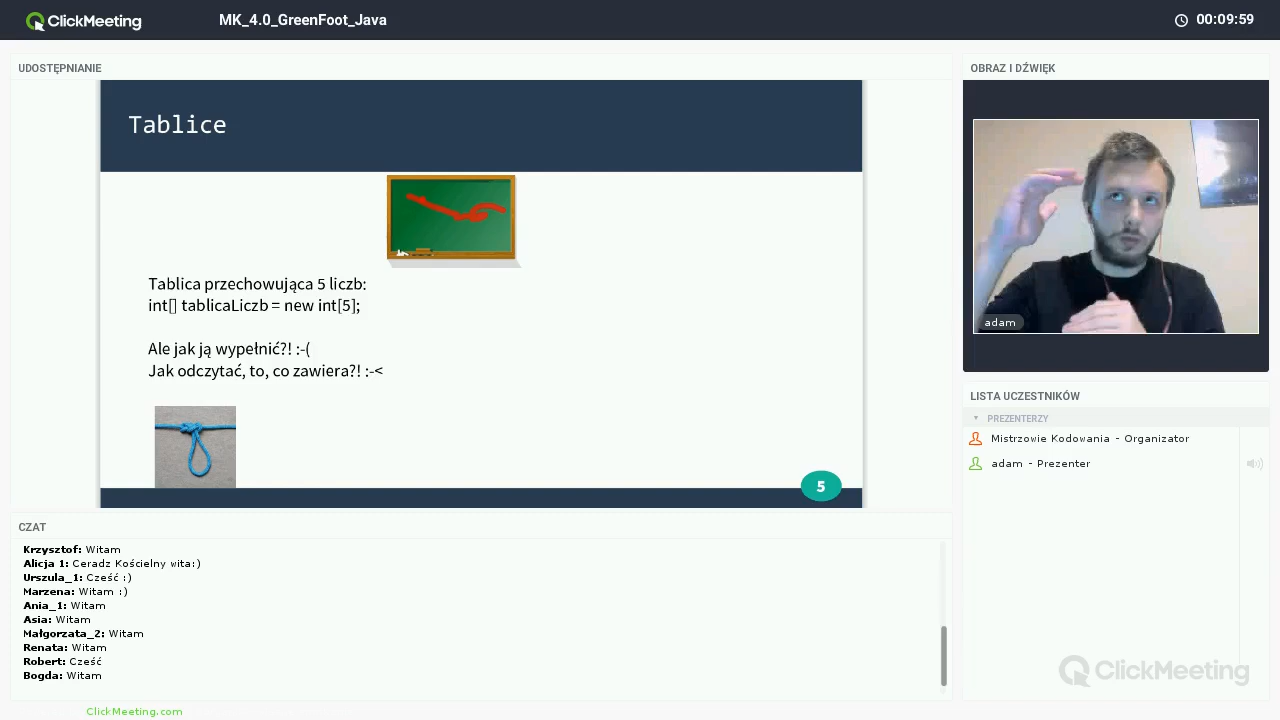 ClickMeeting
MK_4.0_GreenFoot_Java
00:09:59
UDOSTĘPNIANIE
OBRAZ I DŹWIĘK
Tablice
Tablica przechowująca 5 liczb:
int[] tablicaLiczb = new int[5];
Ale jak ją wypełnić?! :-(
Jak odczytać, to, co zawiera?! :-<
5
adam
LISTA UCZESTNIKÓW
PREZENTERZY
Mistrzowie Kodowania - Organizator
adam - Prezenter
CZAT
Krzysztof: Witam
Alicja 1: Ceradz Kościelny wita:)
Urszula_1: Cześć :)
Marzena: Witam :)
Ania_1: Witam
Asia: Witam
Małgorzata_2: Witam
Renata: Witam
Robert: Cześć
Bogda: Witam
ClickMeeting
ClickMeeting.com